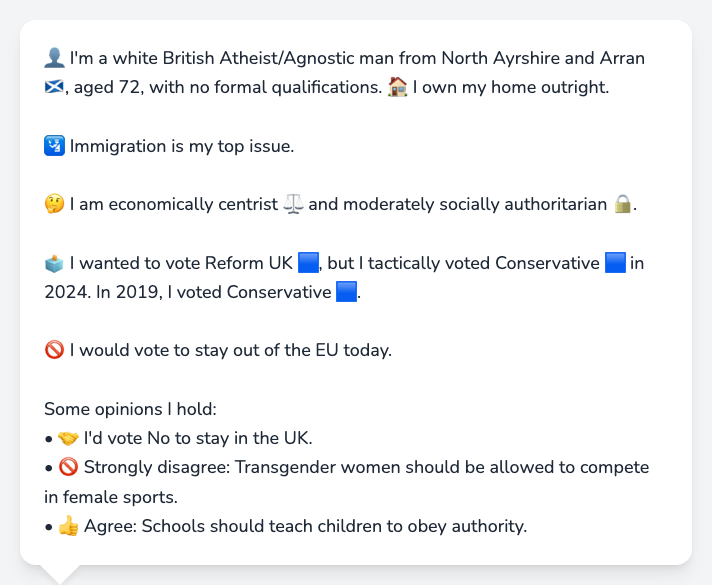 👤 I'm a white British Atheist/Agnostic man from North Ayrshire and Arran
🏴󠁧󠁢󠁳󠁣󠁴󠁿, aged 72, with no formal qualifications. 🏠 I own my home outright.
🛂 Immigration is my top issue.
🤔 I am economically centrist ⚖️ and moderately socially authoritarian 🔒.
🗳️ I wanted to vote Reform UK 🟦, but I tactically voted Conservative 🟦 in
2024. In 2019, I voted Conservative 🟦.
🚫 I would vote to stay out of the EU today.
Some opinions I hold:
• 🤝 I'd vote No to stay in the UK.
• 🚫 Strongly disagree: Transgender women should be allowed to compete
in female sports.
• 👍 Agree: Schools should teach children to obey authority.